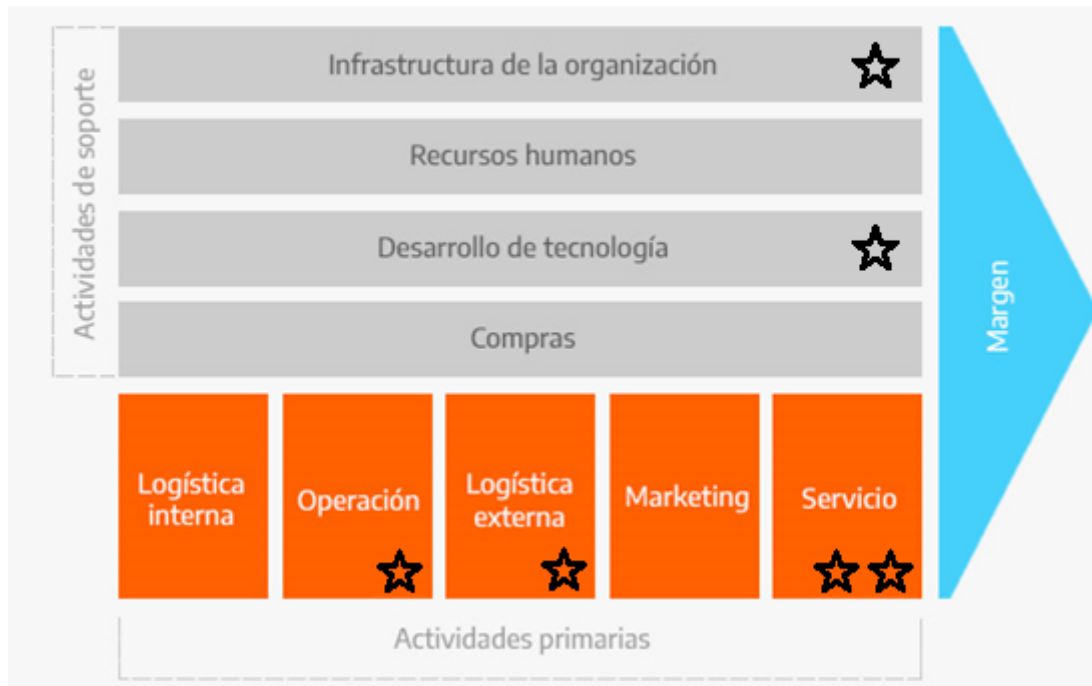 Actividades de soporte
Infrastructura de la organización
Recursos humanos
Desarrollo de tecnología
Compras
Logística
interna
Operación
Logística
externa
Marketing
Servicio
Margen
Actividades primarias